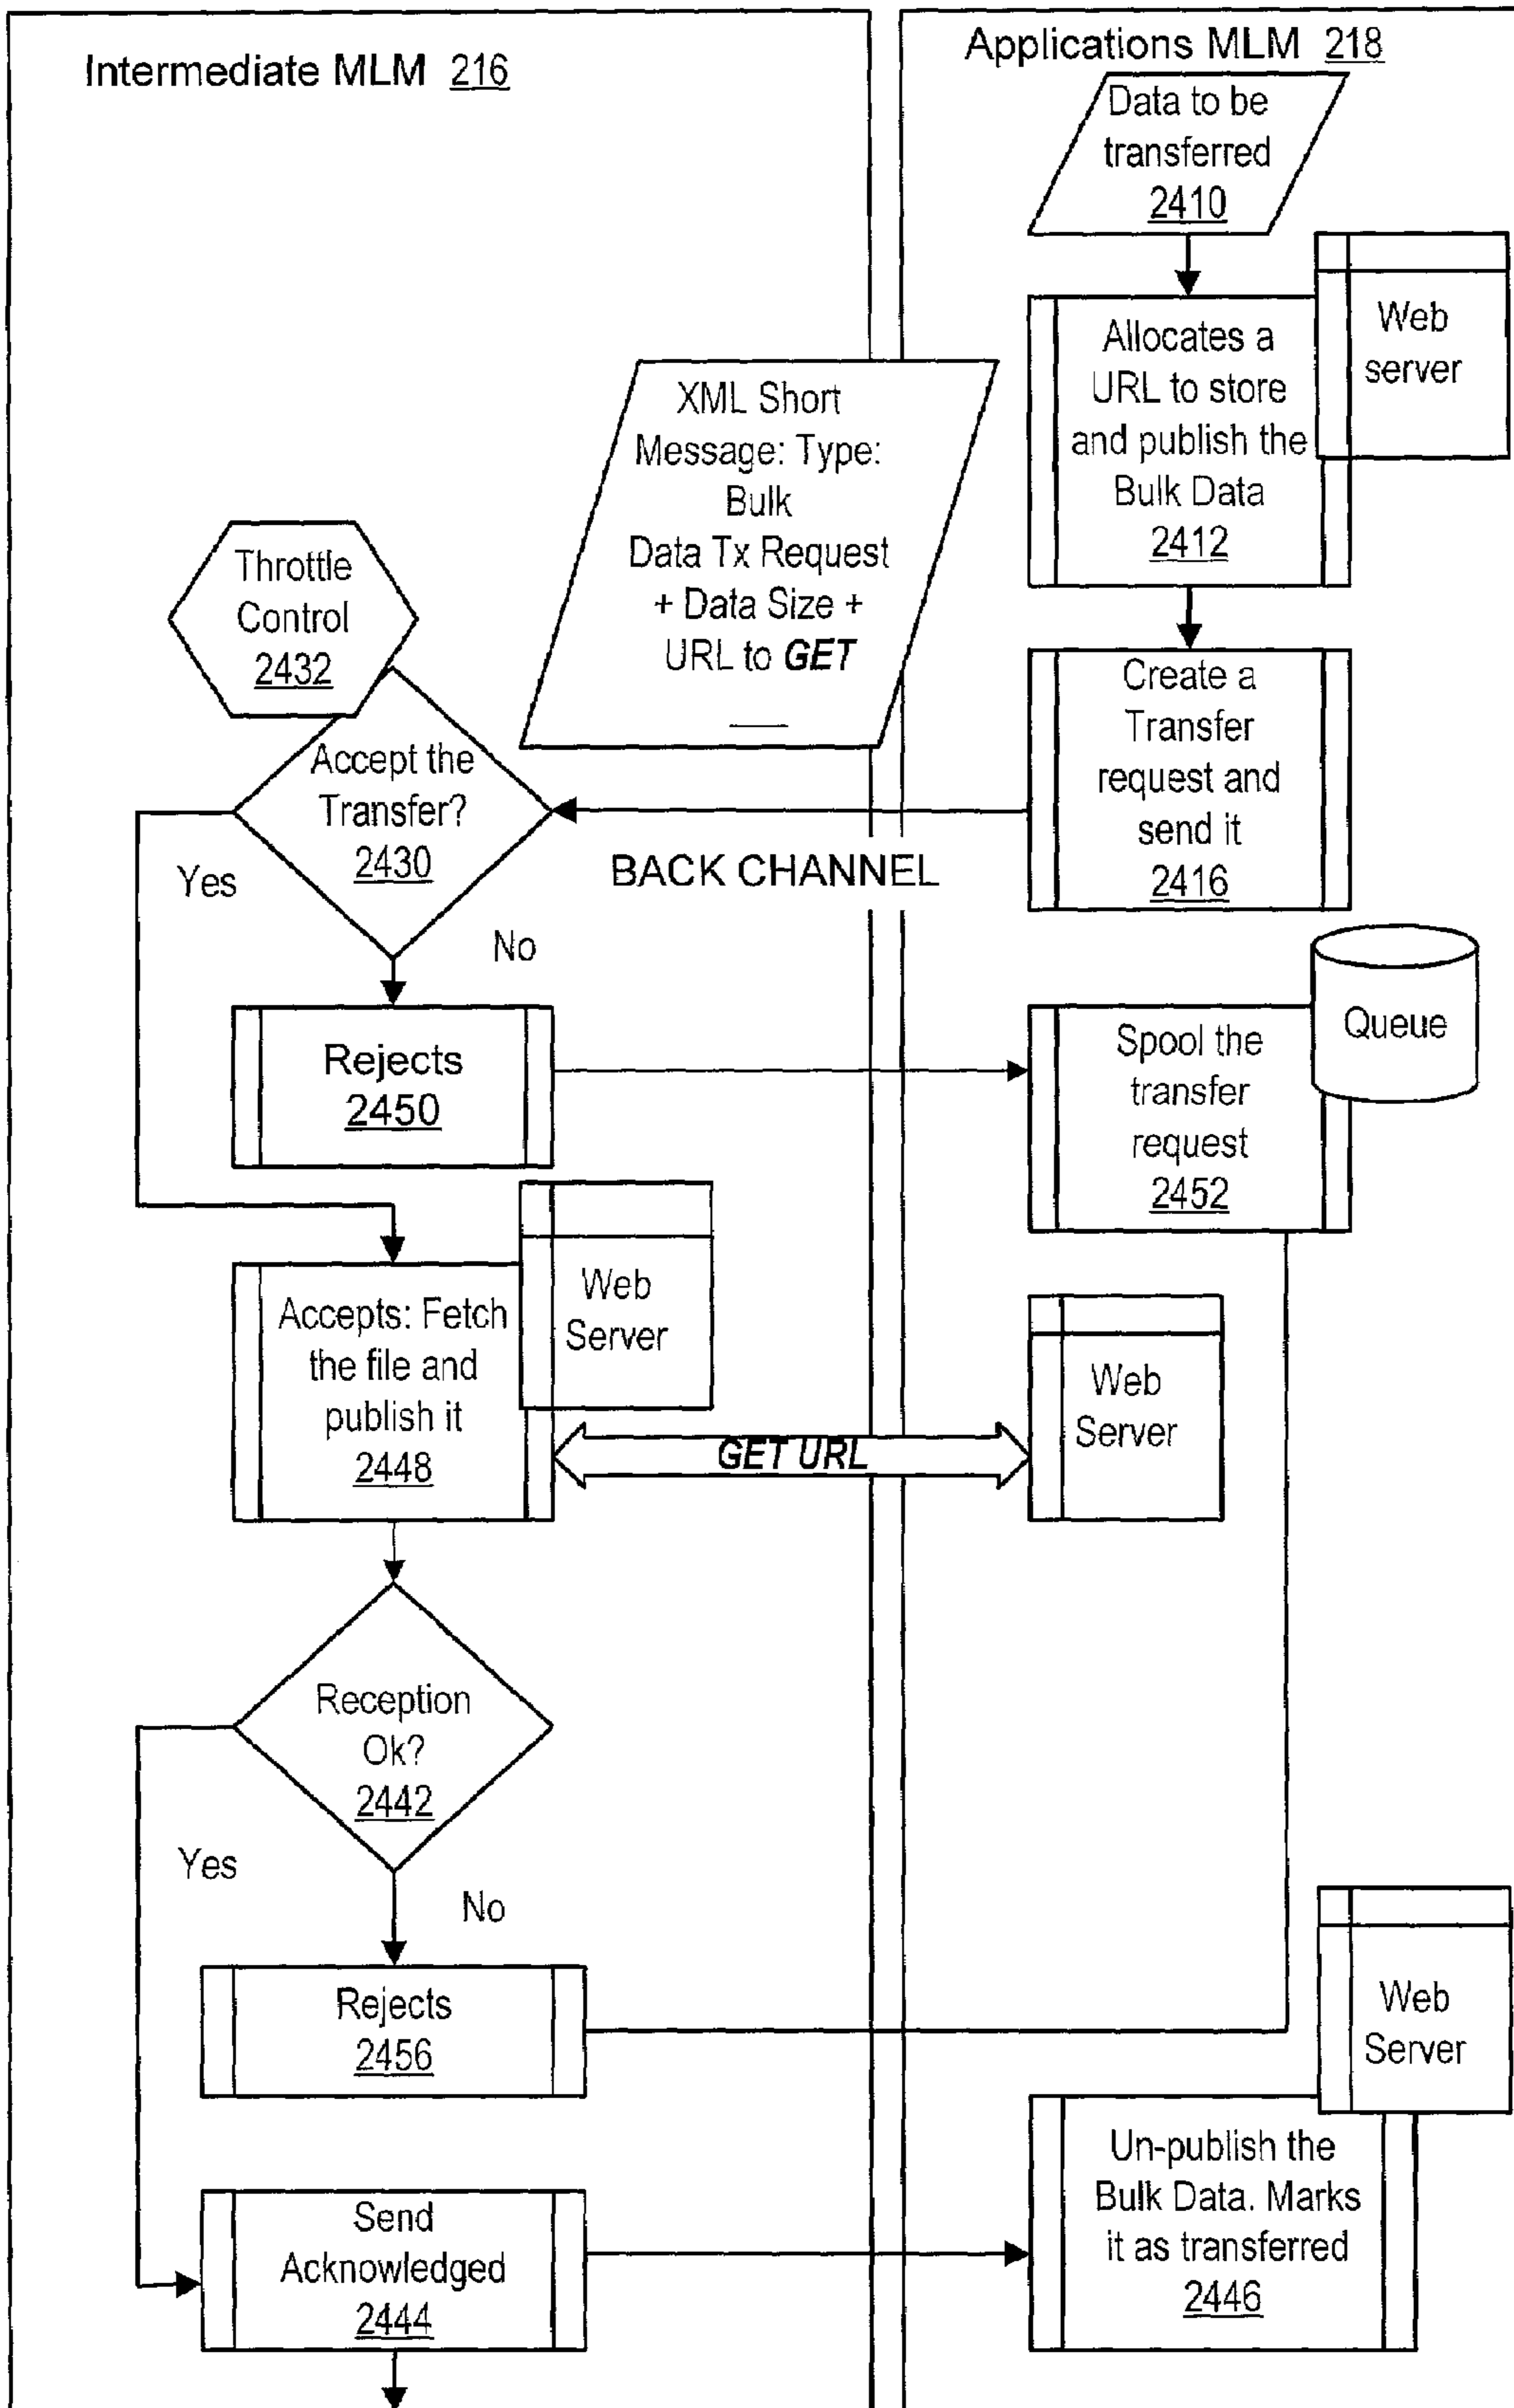 Intermediate MLM 216
Applications MLM 218
Data to be
transferred
2410
Web
server
Allocates a
URL to store
and publish the
Bulk Data
2412
XML Short
Message: Type:
Bulk
Data Tx Request
+ Data Size +
URL to GET
Throttle
Control
2432
Create a
Transfer
request and
send it
2416
Accept the
Transfer?
2430
BACK CHANNEL
Yes
No
Queue
Rejects
2450
Spool the
transfer
request
2452
Web
Server
Accepts: Fetch
the file and
publish it
2448
Web
Server
GET URL
Reception
Ok?
2442
Yes
No
Rejects
2456
Web
Server
Un-publish the
Bulk Data. Marks
it as transferred
2446
Send
Acknowledged
2444